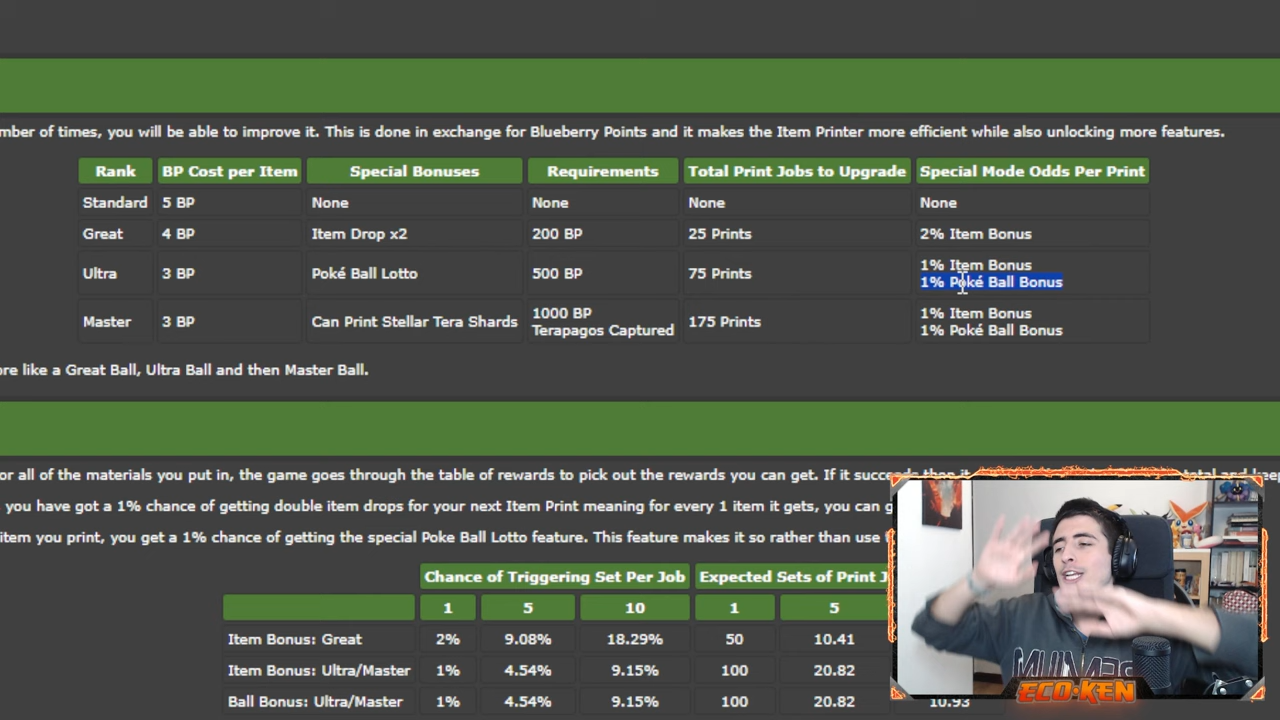 mber of times, you will be able to improve it. This is done in exchange for Blueberry Points and it makes the Item Printer more efficient while also unlocking more features.
Rank BP Cost per Item Special Bonuses Requirements Total Print Jobs to Upgrade Special Mode Odds Per Print
Standard 5 BP None None None None
Great 4 BP Item Drop x2 200 BP 25 Prints 2% Item Bonus
Ultra 3 BP Poké Ball Lotto 500 BP 75 Prints 1% Item Bonus
1% Poké Ball Bonus
Master 3 BP Can Print Stellar Tera Shards 1000 BP 175 Prints 1% Item Bonus
Terapagos Captured 1% Poké Ball Bonus
ore like a Great Ball, Ultra Ball and then Master Ball.
or all of the materials you put in, the game goes through the table of rewards to pick out the rewards you can get. If it
you have got a 1% chance of getting double item drops for your next Item Print meaning for every 1 item it gets, you can
item you print, you get a 1% chance of getting the special Poke Ball Lotto feature. This feature makes it so rather than use
Chance of Triggering Set Per Job Expected Sets of Print J
1 5 10 1 5
Item Bonus: Great 2% 9.08% 18.29% 50 10.41
Item Bonus: Ultra/Master 1% 4.54% 9.15% 100 20.82
Ball Bonus: Ultra/Master 1% 4.54% 9.15% 100 20.82 10.93
ECO·KEN